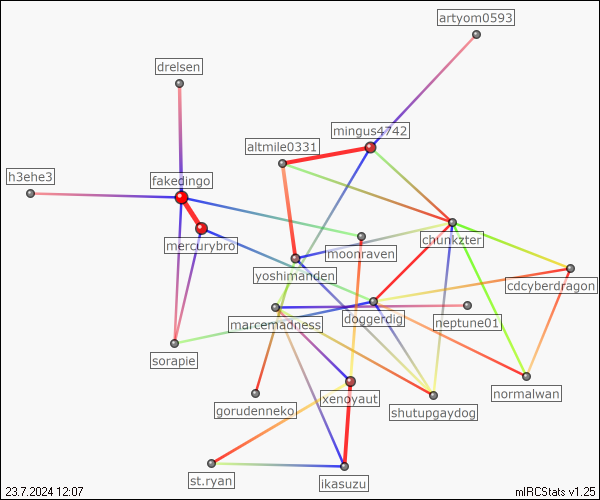 artyom0593
drelsen
mingus4742
altmile0331
h3ehe3
fakedingo
mercurybro
chunkzter
moonraven
yoshimanden
cdcyberdragon
marcemadness
doggerdig
neptune01
sorapie
normalwan
xenoyaut
gorudenneko
shutupgaydog
st.ryan
ikasuzu
23.7.2024 12:07
mIRCStats v1.25